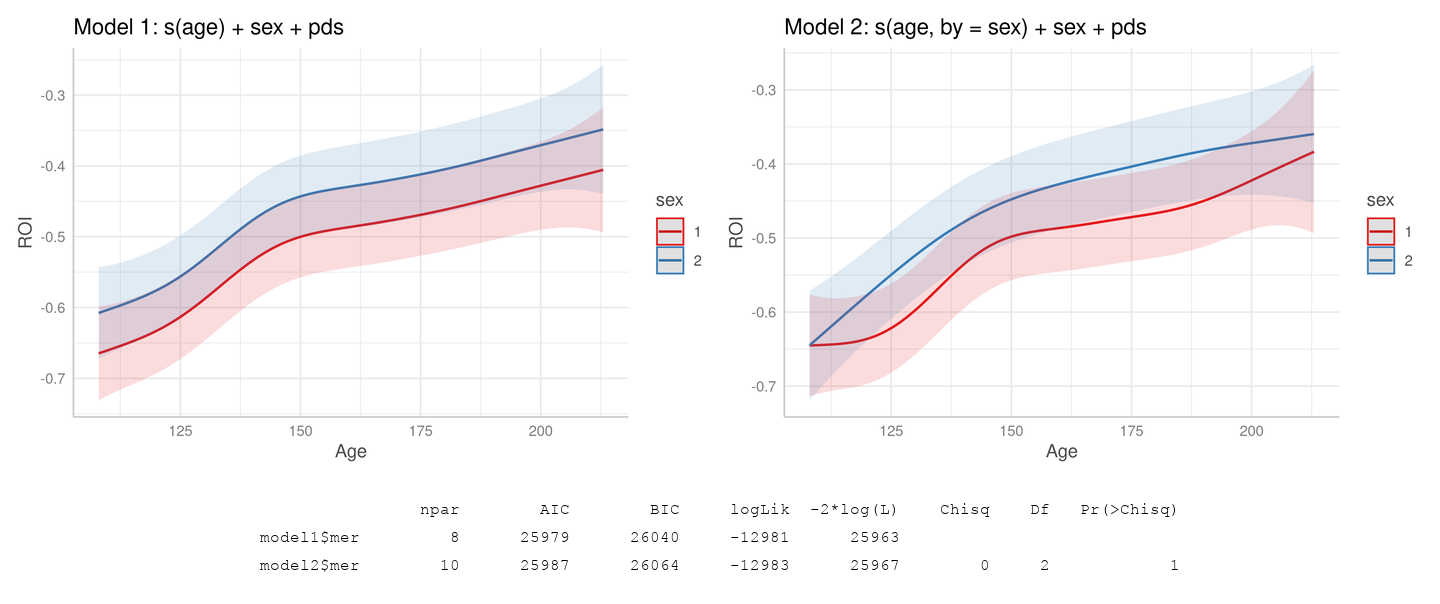 Model 1: s(age) + sex + pds
-0.3
-0.4
-0.5
-0.6
-0.7
ROI
125 150 175 200
Age
sex
1
2
Model 2: s(age, by = sex) + sex + pds
-0.3
-0.4
-0.5
-0.6
-0.7
ROI
125 150 175 200
Age
sex
1
2
npar AIC BIC logLik -2*log(L) Chisq Df Pr(>Chisq)
model1$mer 8 25979 26040 -12981 25963
model2$mer 10 25987 26064 -12983 25967 0 2 1